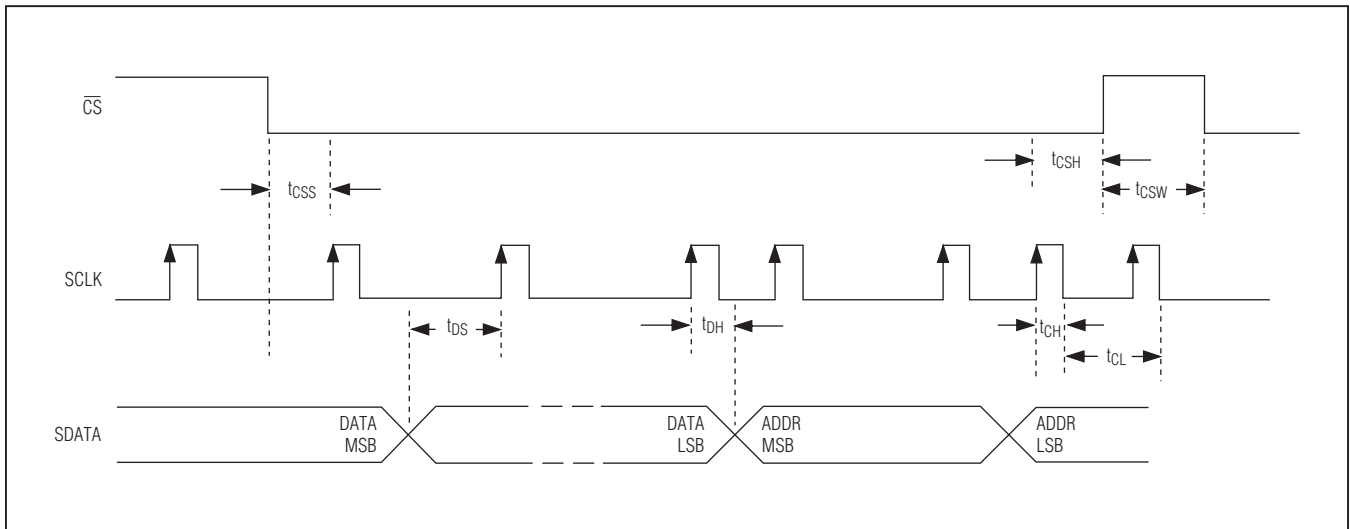 CS
tCSS
tCSH
tCSW
SCLK
tDS
tDH
tCH
tCL
SDATA
DATA
MSB
DATA
LSB
ADDR
MSB
ADDR
LSB